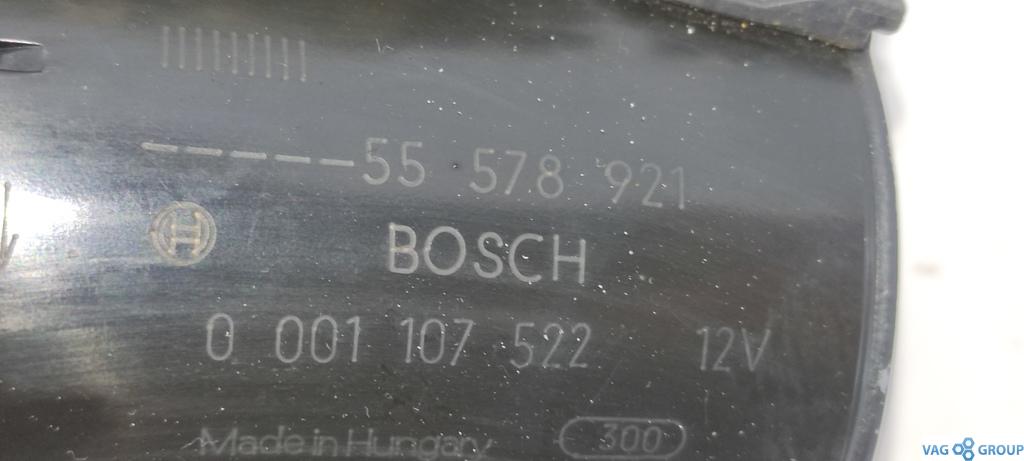 ------55 578 921
BOSCH
0 001 107 522 12V
Made in Hungary 300
VAG GROUP